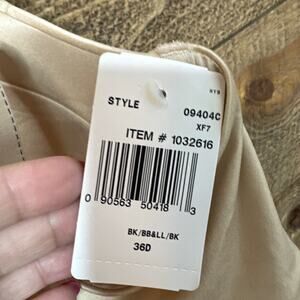 STYLE 09404C
XF7
ITEM # 1032616
0 90563 50418 3
BK/BB&LL/BK
36D